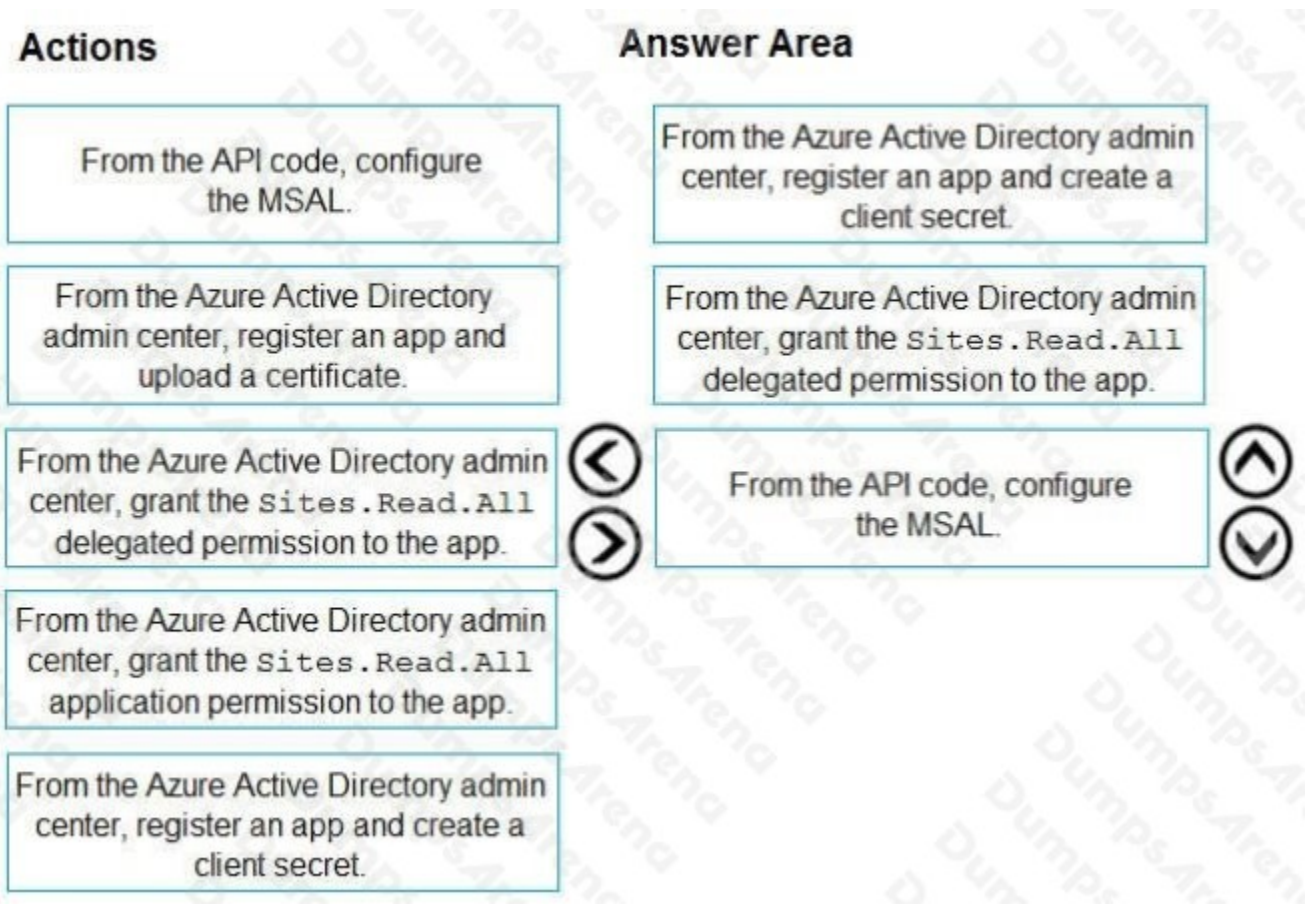 Actions
From the API code, configure
the MSAL.
From the Azure Active Directory
admin center, register an app and
upload a certificate.
From the Azure Active Directory admin
center, grant the Sites.Read.All
delegated permission to the app.
From the Azure Active Directory admin
center, grant the Sites.Read.All
application permission to the app.
From the Azure Active Directory admin
center, register an app and create a
client secret.
Answer Area
From the Azure Active Directory admin
center, register an app and create a
client secret.
From the Azure Active Directory admin
center, grant the Sites.Read.All
delegated permission to the app.
From the API code, configure
the MSAL.
DumpsArena